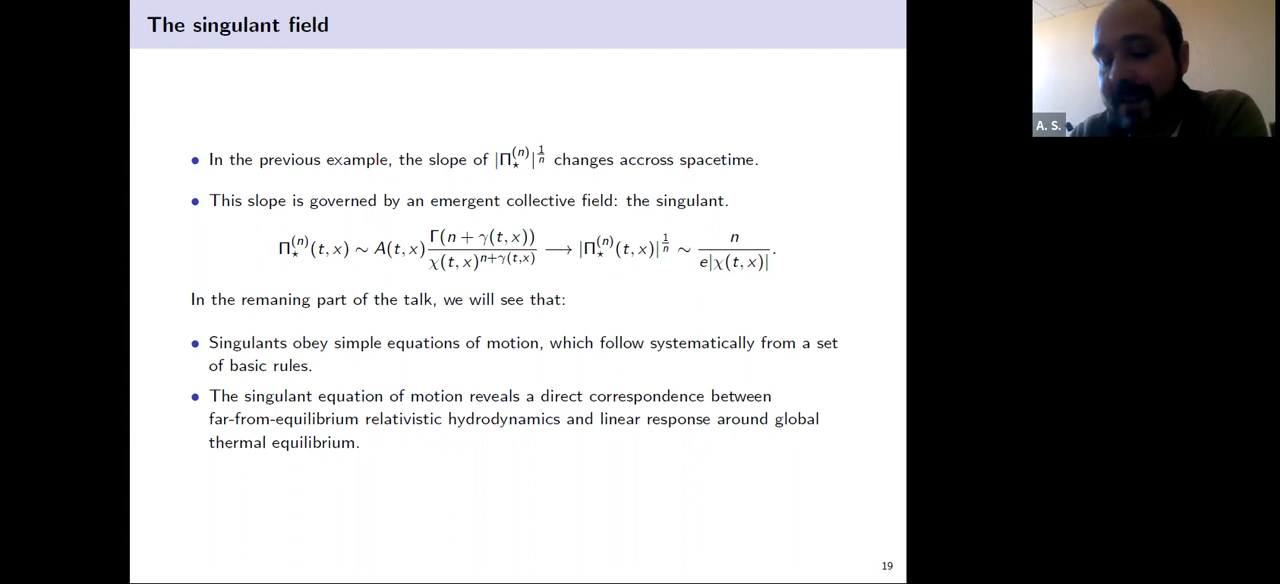 The singulant field
A. S.
• In the previous example, the slope of |Π⋆^(n)|^(1/n) changes accross spacetime.
• This slope is governed by an emergent collective field: the singulant.
Π⋆^(n)(t, x) ∼ A(t, x) Γ(n + γ(t, x)) / χ(t, x)^(n+γ(t,x)) ⟶ |Π⋆^(n)(t, x)|^(1/n) ∼ n / e|χ(t, x)| .
In the remaning part of the talk, we will see that:
• Singulants obey simple equations of motion, which follow systematically from a set
of basic rules.
• The singulant equation of motion reveals a direct correspondence between
far-from-equilibrium relativistic hydrodynamics and linear response around global
thermal equilibrium.
19